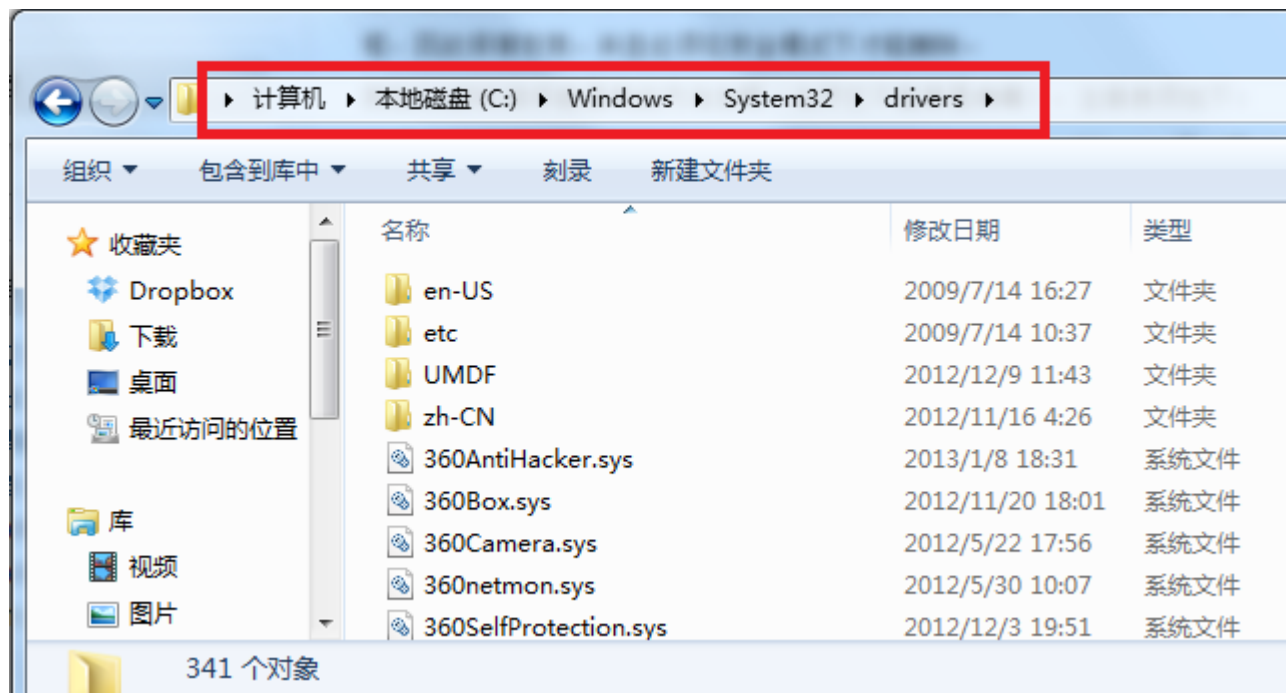 计算机 本地磁盘 (C:) Windows System32 drivers
组织 包含到库中 共享 刻录 新建文件夹
收藏夹
Dropbox
下载
桌面
最近访问的位置
库
视频
图片
名称 修改日期 类型
en-US 2009/7/14 16:27 文件夹
etc 2009/7/14 10:37 文件夹
UMDF 2012/12/9 11:43 文件夹
zh-CN 2012/11/16 4:26 文件夹
360AntiHacker.sys 2013/1/8 18:31 系统文件
360Box.sys 2012/11/20 18:01 系统文件
360Camera.sys 2012/5/22 17:56 系统文件
360netmon.sys 2012/5/30 10:07 系统文件
360SelfProtection.sys 2012/12/3 19:51 系统文件
341 个对象